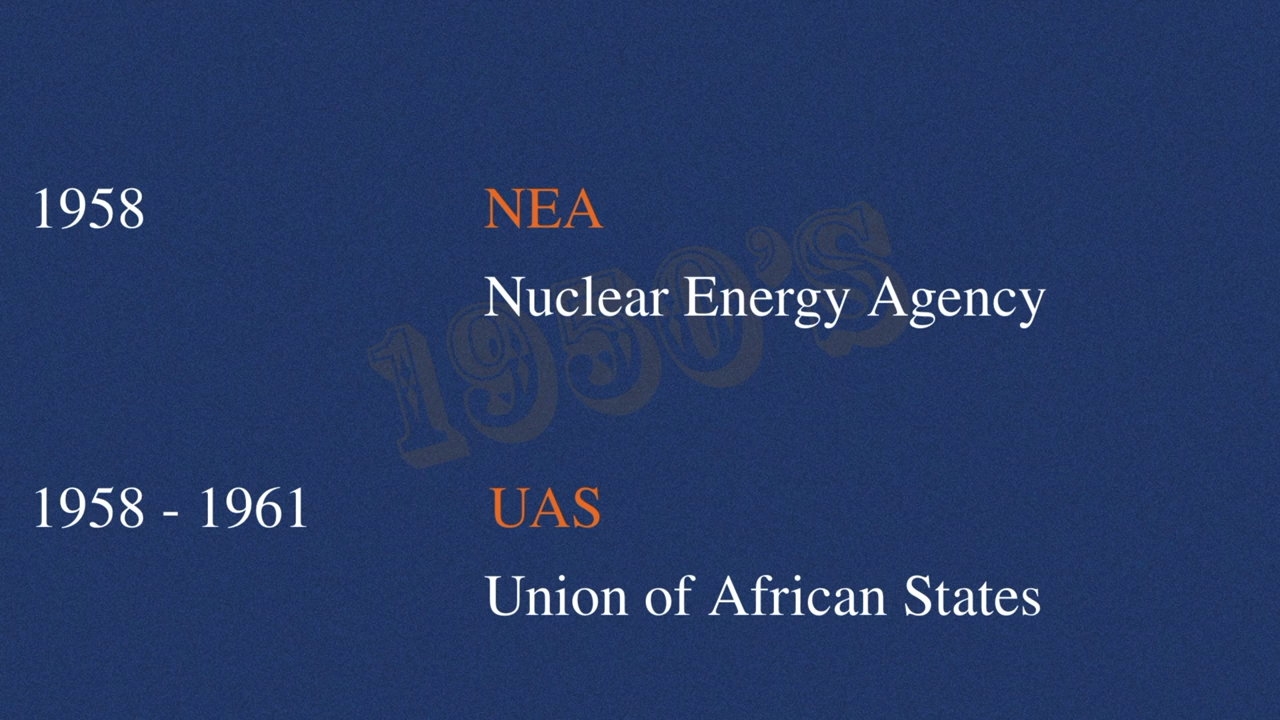 1958
NEA
Nuclear Energy Agency
1950'S
1958 - 1961
UAS
Union of African States